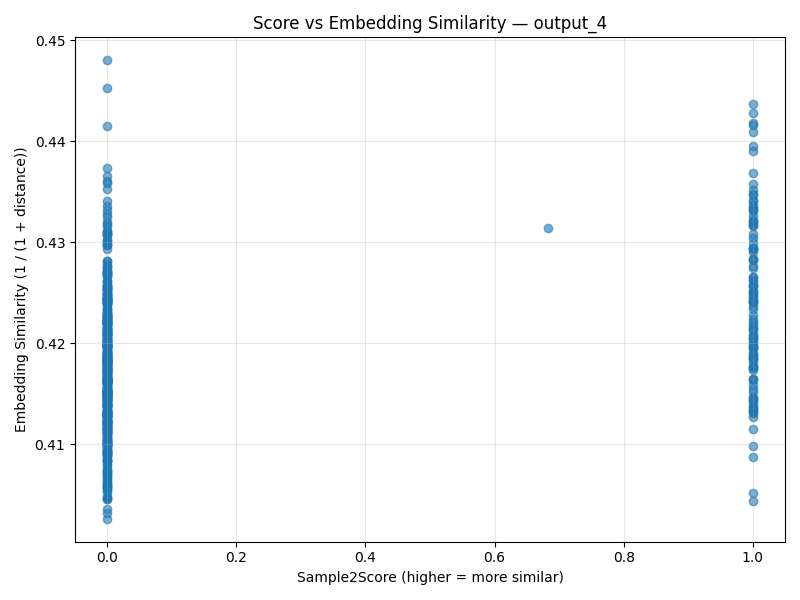 Score vs Embedding Similarity — output_4
Embedding Similarity (1 / (1 + distance))
0.45
0.44
0.43
0.42
0.41
0.0 0.2 0.4 0.6 0.8 1.0
Sample2Score (higher = more similar)